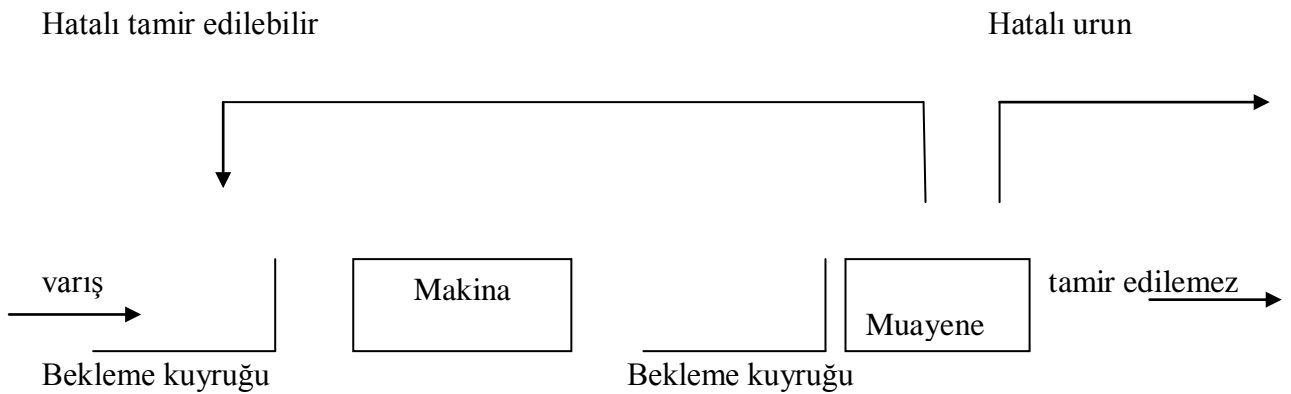 Hatalı tamir edilebilir
Hatalı urun
varış
Makina
Muayene
tamir edilemez
Bekleme kuyruğu
Bekleme kuyruğu